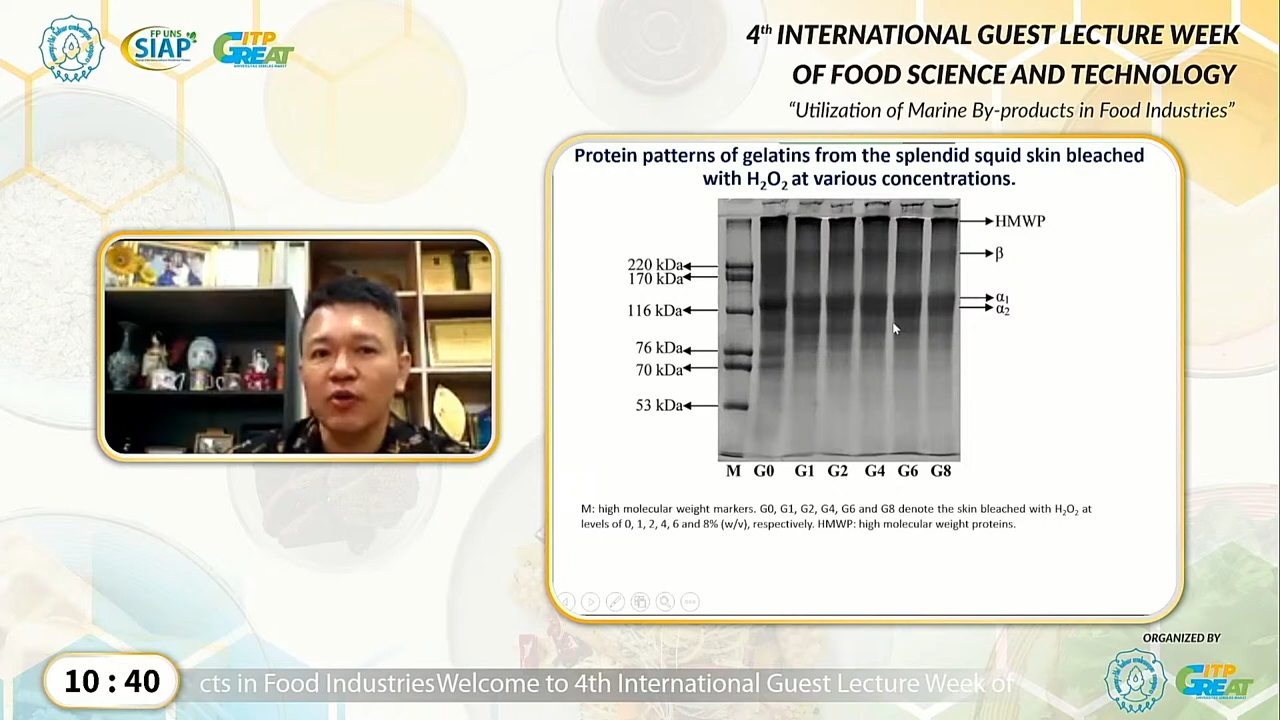 FP UNS
SIAP
ITP
GREAT
4th INTERNATIONAL GUEST LECTURE WEEK
OF FOOD SCIENCE AND TECHNOLOGY
“Utilization of Marine By-products in Food Industries”
Protein patterns of gelatins from the splendid squid skin bleached
with H₂O₂ at various concentrations.
HMWP
β
220 kDa
170 kDa
α₁
116 kDa
α₂
76 kDa
70 kDa
53 kDa
M G0 G1 G2 G4 G6 G8
M: high molecular weight markers. G0, G1, G2, G4, G6 and G8 denote the skin bleached with H₂O₂ at
levels of 0, 1, 2, 4, 6 and 8% (w/v), respectively. HMWP: high molecular weight proteins.
ORGANIZED BY
10 : 40
cts in Food IndustriesWelcome to 4th International Guest Lecture Week of
ITP
GREAT